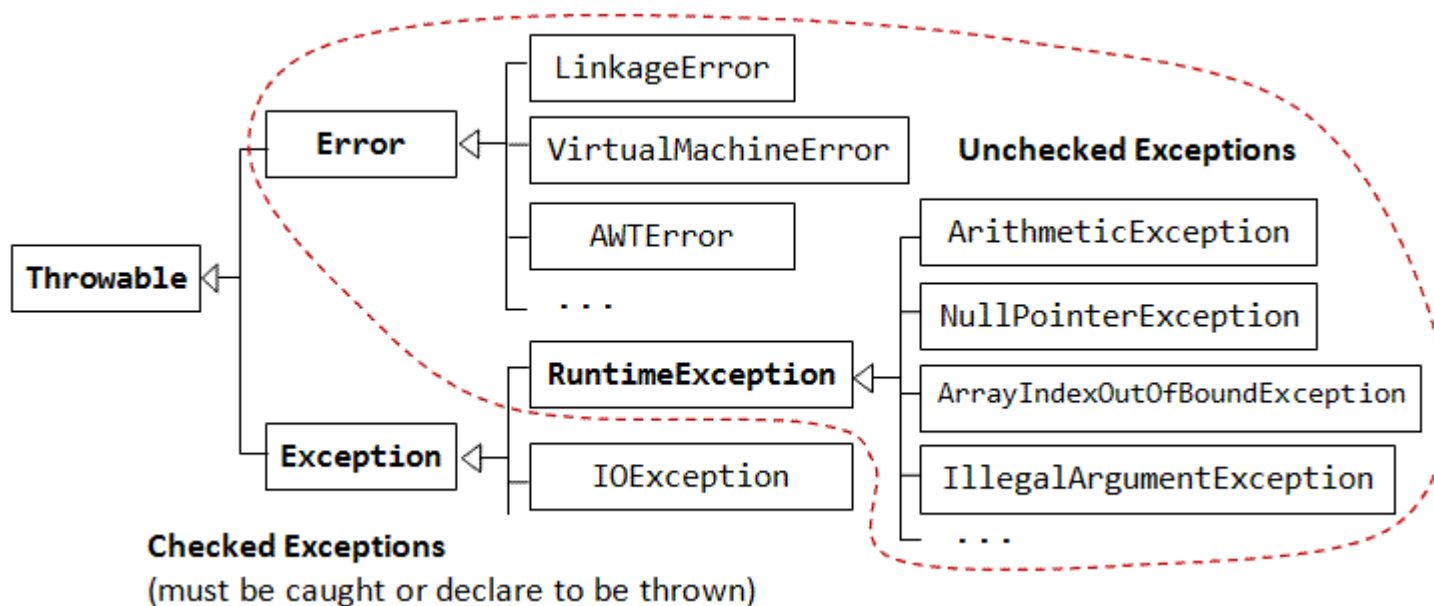 LinkageError
Error
VirtualMachineError
Unchecked Exceptions
AWTError
ArithmeticException
Throwable
...
NullPointerException
RuntimeException
ArrayIndexOutOfBoundException
Exception
IOException
IllegalArgumentException
...
Checked Exceptions
(must be caught or declare to be thrown)